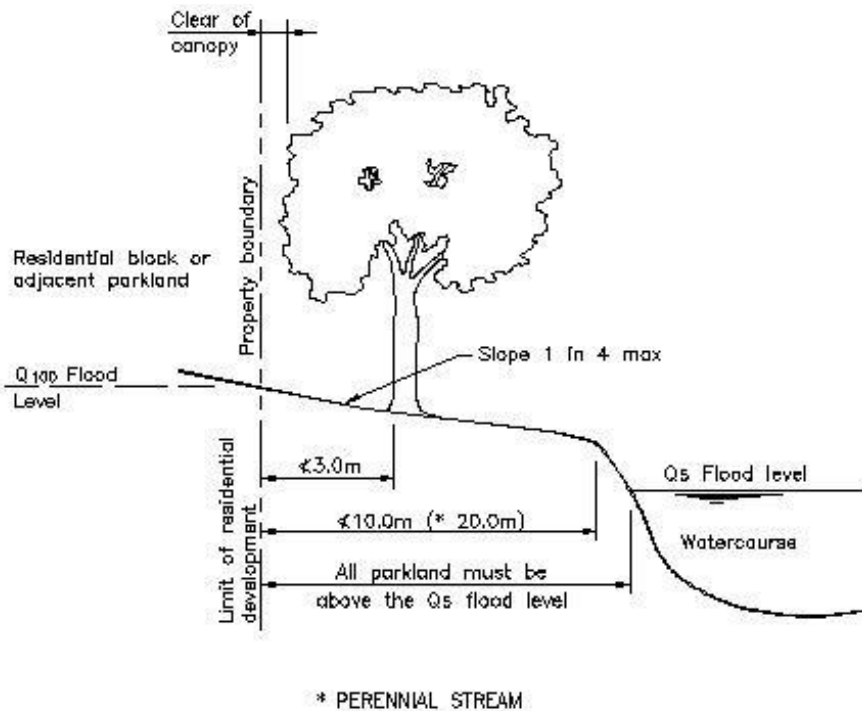 Clear of
canopy
Property boundary
Residential block or
adjacent parkland
Slope 1 in 4 max
Q100 Flood
Level
≮3.0m
Q5 Flood level
≮10.0m (* 20.0m)
Watercourse
Limit of residential
development
All parkland must be
above the Q5 flood level
* PERENNIAL STREAM